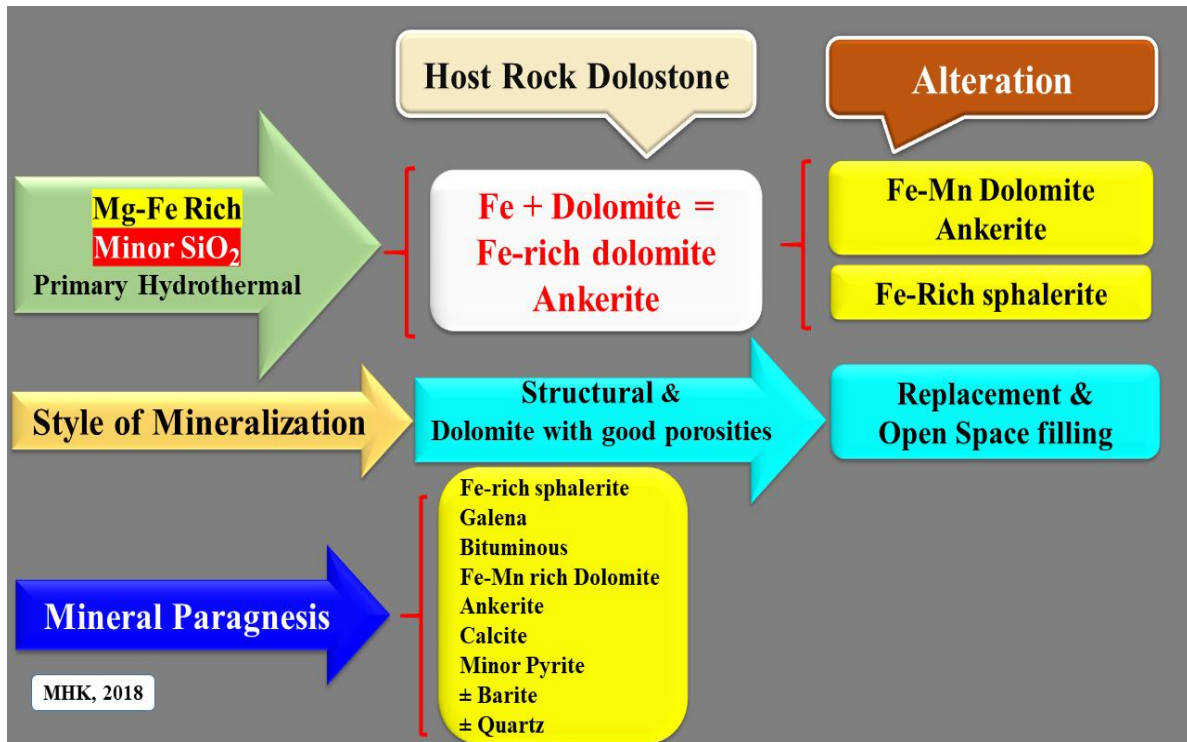 Host Rock Dolostone
Alteration
Mg-Fe Rich
Minor SiO₂
Primary Hydrothermal
Fe + Dolomite =
Fe-rich dolomite
Ankerite
Fe-Mn Dolomite
Ankerite
Fe-Rich sphalerite
Style of Mineralization
Structural &
Dolomite with good porosities
Replacement &
Open Space filling
Mineral Paragnesis
Fe-rich sphalerite
Galena
Bituminous
Fe-Mn rich Dolomite
Ankerite
Calcite
Minor Pyrite
± Barite
± Quartz
MHK, 2018